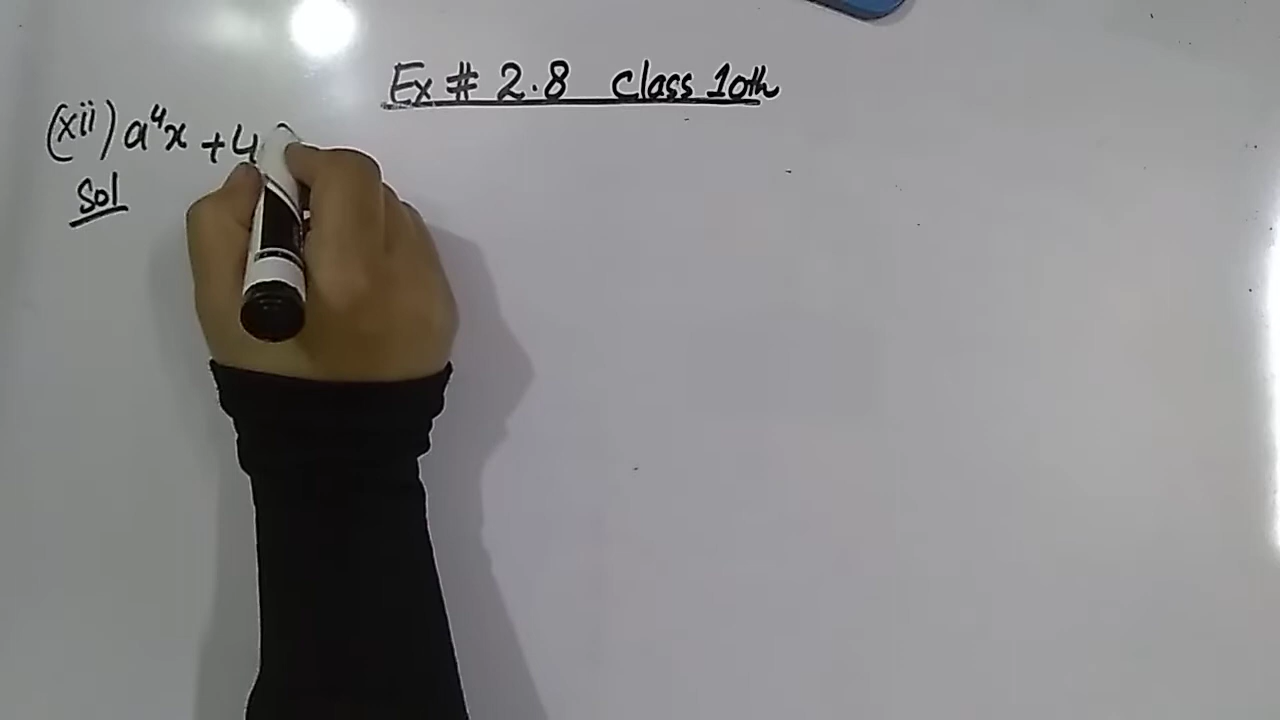 Ex # 2.8 Class 10th
(xii) a⁴x + 4
Sol